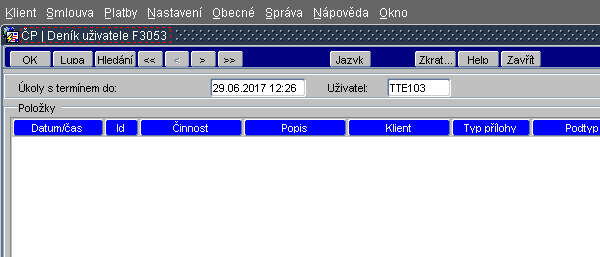 Klient Smlouva Platby Nastavení Obecné Správa Nápověda Okno
ČP | Deník uživatele F3053
OK Lupa Hledání << < > >> Jazyk Zkrat... Help Zavřít
Úkoly s termínem do: 29.06.2017 12:26 Uživatel: TTE103
Položky
Datum/čas Id Činnost Popis Klient Typ přílohy Podtyp